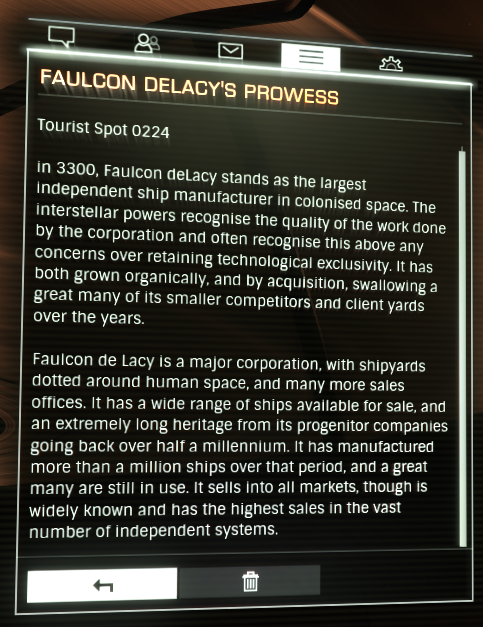 FAULCON DELACY'S PROWESS
Tourist Spot 0224
in 3300, Faulcon deLacy stands as the largest
independent ship manufacturer in colonised space. The
interstellar powers recognise the quality of the work done
by the corporation and often recognise this above any
concerns over retaining technological exclusivity. It has
both grown organically, and by acquisition, swallowing a
great many of its smaller competitors and client yards
over the years.
Faulcon de Lacy is a major corporation, with shipyards
dotted around human space, and many more sales
offices. It has a wide range of ships available for sale, and
an extremely long heritage from its progenitor companies
going back over half a millennium. It has manufactured
more than a million ships over that period, and a great
many are still in use. It sells into all markets, though is
widely known and has the highest sales in the vast
number of independent systems.